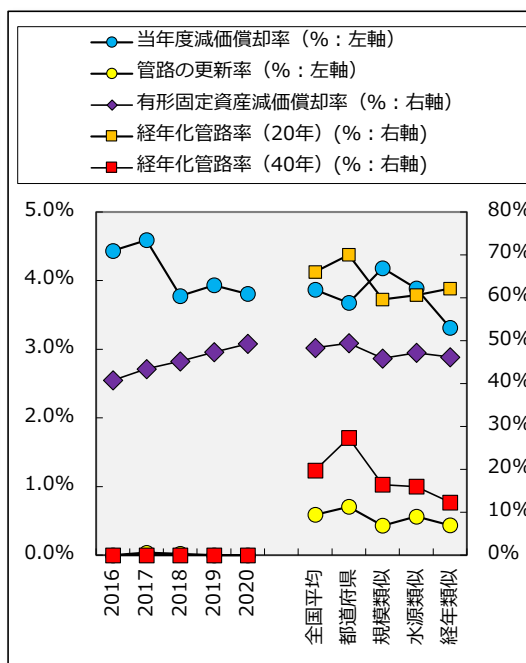 当年度減価償却率（%：左軸）
管路の更新率（%：左軸）
有形固定資産減価償却率（%：右軸）
経年化管路率（20年）(%：右軸)
経年化管路率（40年）(%：右軸)
5.0%
4.0%
3.0%
2.0%
1.0%
0.0%
80%
70%
60%
50%
40%
30%
20%
10%
0%
2016
2017
2018
2019
2020
全国平均
都道府県
規模類似
水源類似
経年類似